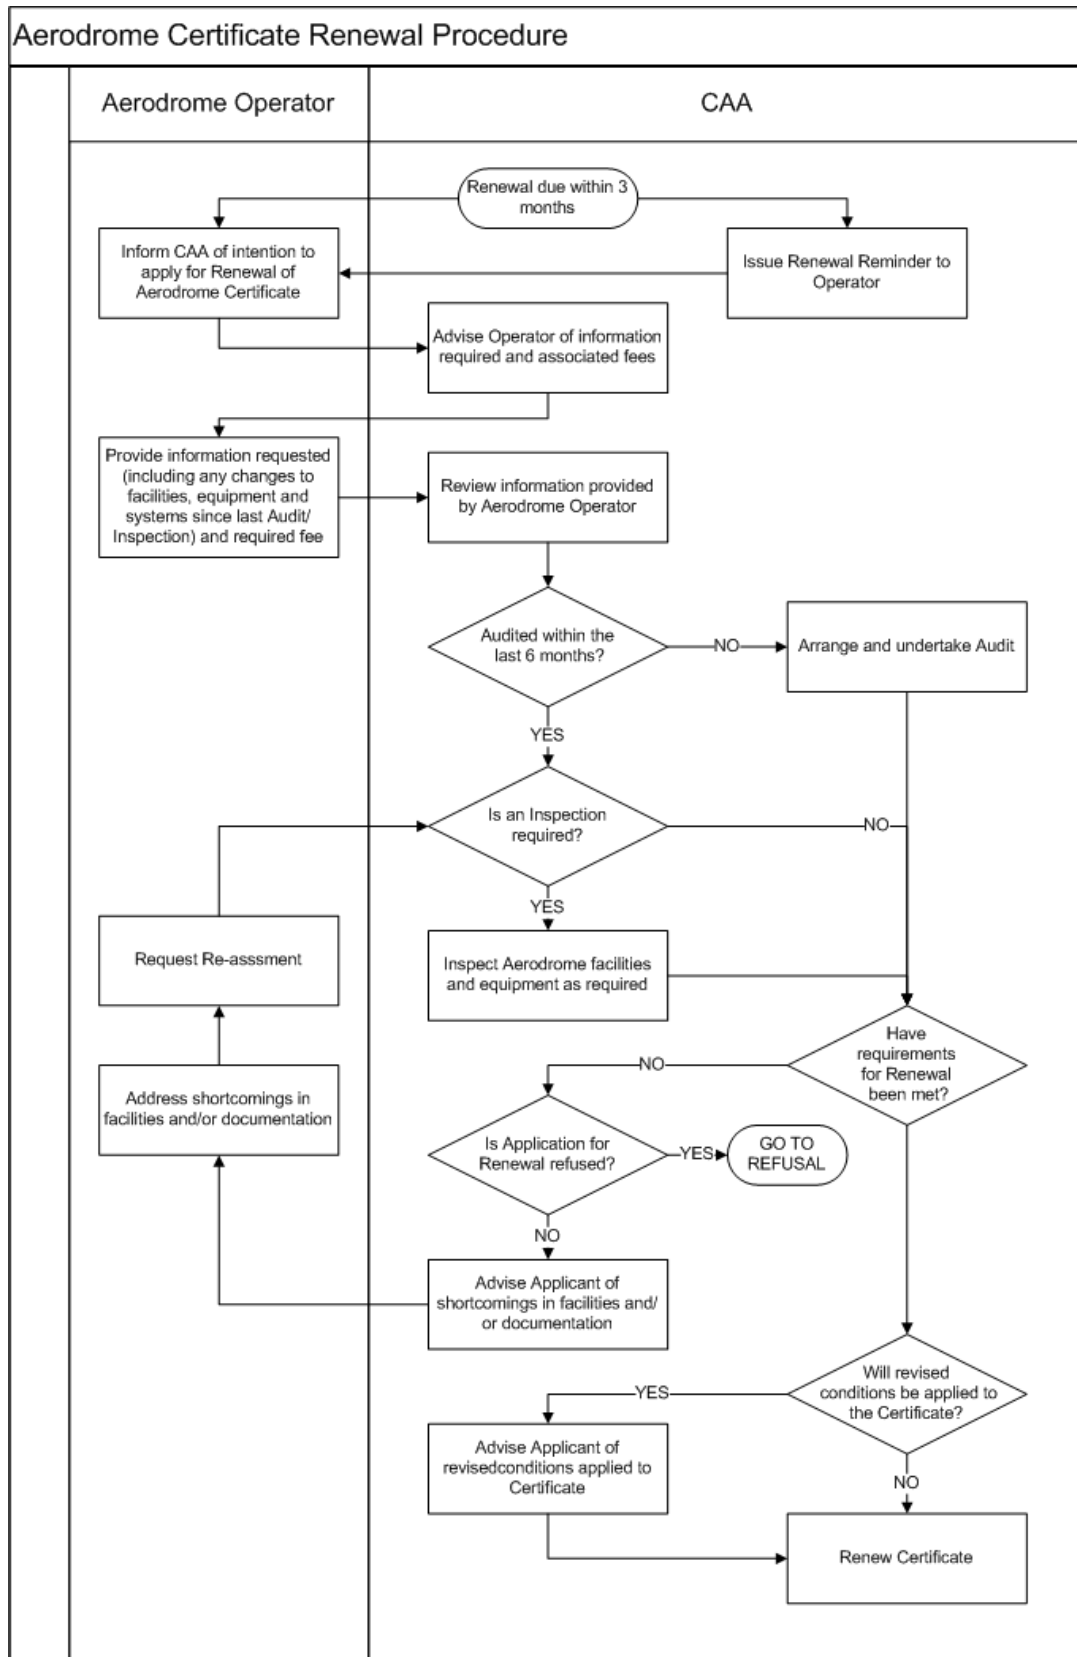 Aerodrome Certificate Renewal Procedure
Aerodrome Operator
CAA
Renewal due within 3
months
Inform CAA of intention to
apply for Renewal of
Aerodrome Certificate
Issue Renewal Reminder to
Operator
Advise Operator of information
required and associated fees
Provide information requested
(including any changes to
facilities, equipment and
systems since last Audit/
Inspection) and required fee
Review information provided
by Aerodrome Operator
Audited within the
last 6 months?
NO
Arrange and undertake Audit
YES
Is an Inspection
required?
NO
YES
Request Re-asssment
Inspect Aerodrome facilities
and equipment as required
Have
requirements
for Renewal
been met?
NO
Address shortcomings in
facilities and/or documentation
Is Application for
Renewal refused?
YES
GO TO
REFUSAL
NO
Advise Applicant of
shortcomings in facilities and/
or documentation
Will revised
conditions be applied to
the Certificate?
YES
Advise Applicant of
revisedconditions applied to
Certificate
NO
Renew Certificate